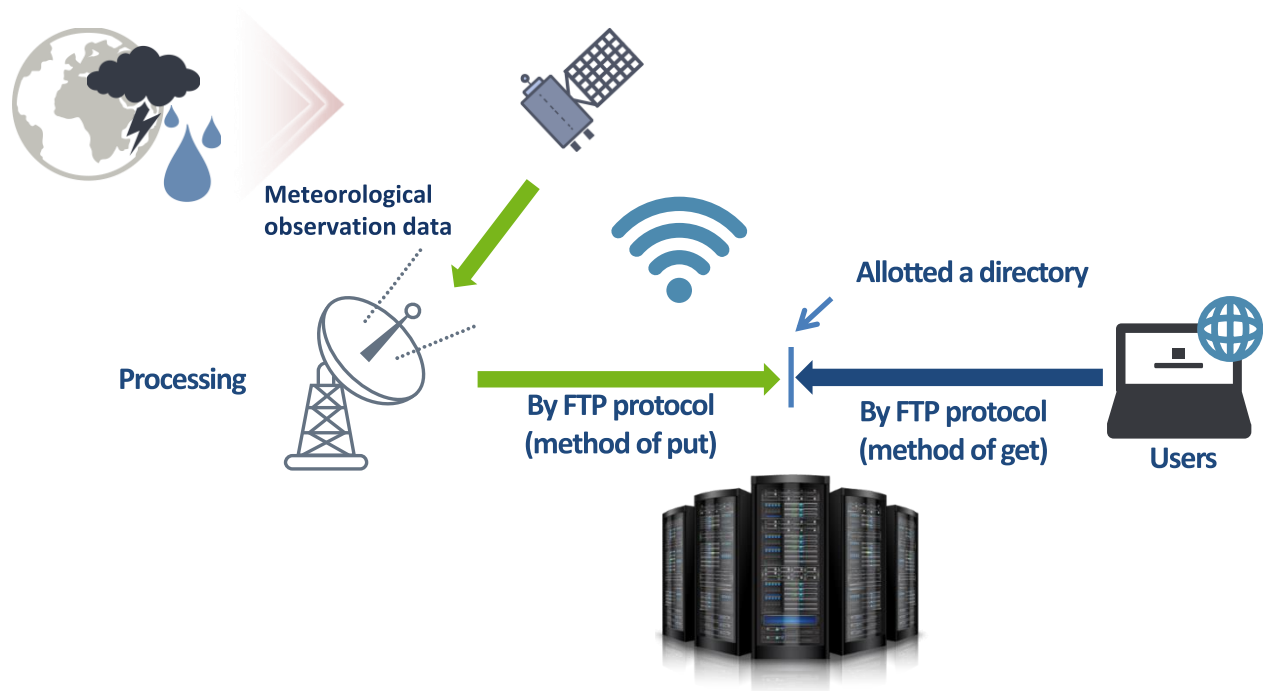 Meteorological
observation data
Allotted a directory
Processing
By FTP protocol
(method of put)
By FTP protocol
(method of get)
Users